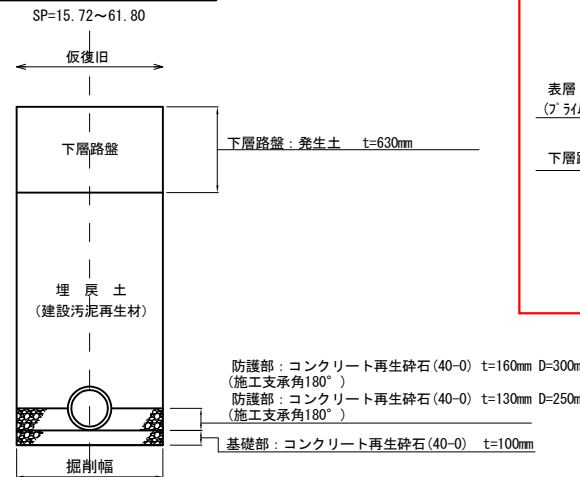 SP=15.72～61.80
仮復旧
表層
(ﾌﾟﾗｲﾑ
下層路盤
下層路盤：発生土 t=630mm
下層
埋 戻 土
(建設汚泥再生材)
防護部：コンクリート再生砕石(40-0) t=160mm D=300m
(施工支承角180°)
防護部：コンクリート再生砕石(40-0) t=130mm D=250m
(施工支承角180°)
基礎部：コンクリート再生砕石(40-0) t=100mm
掘削幅